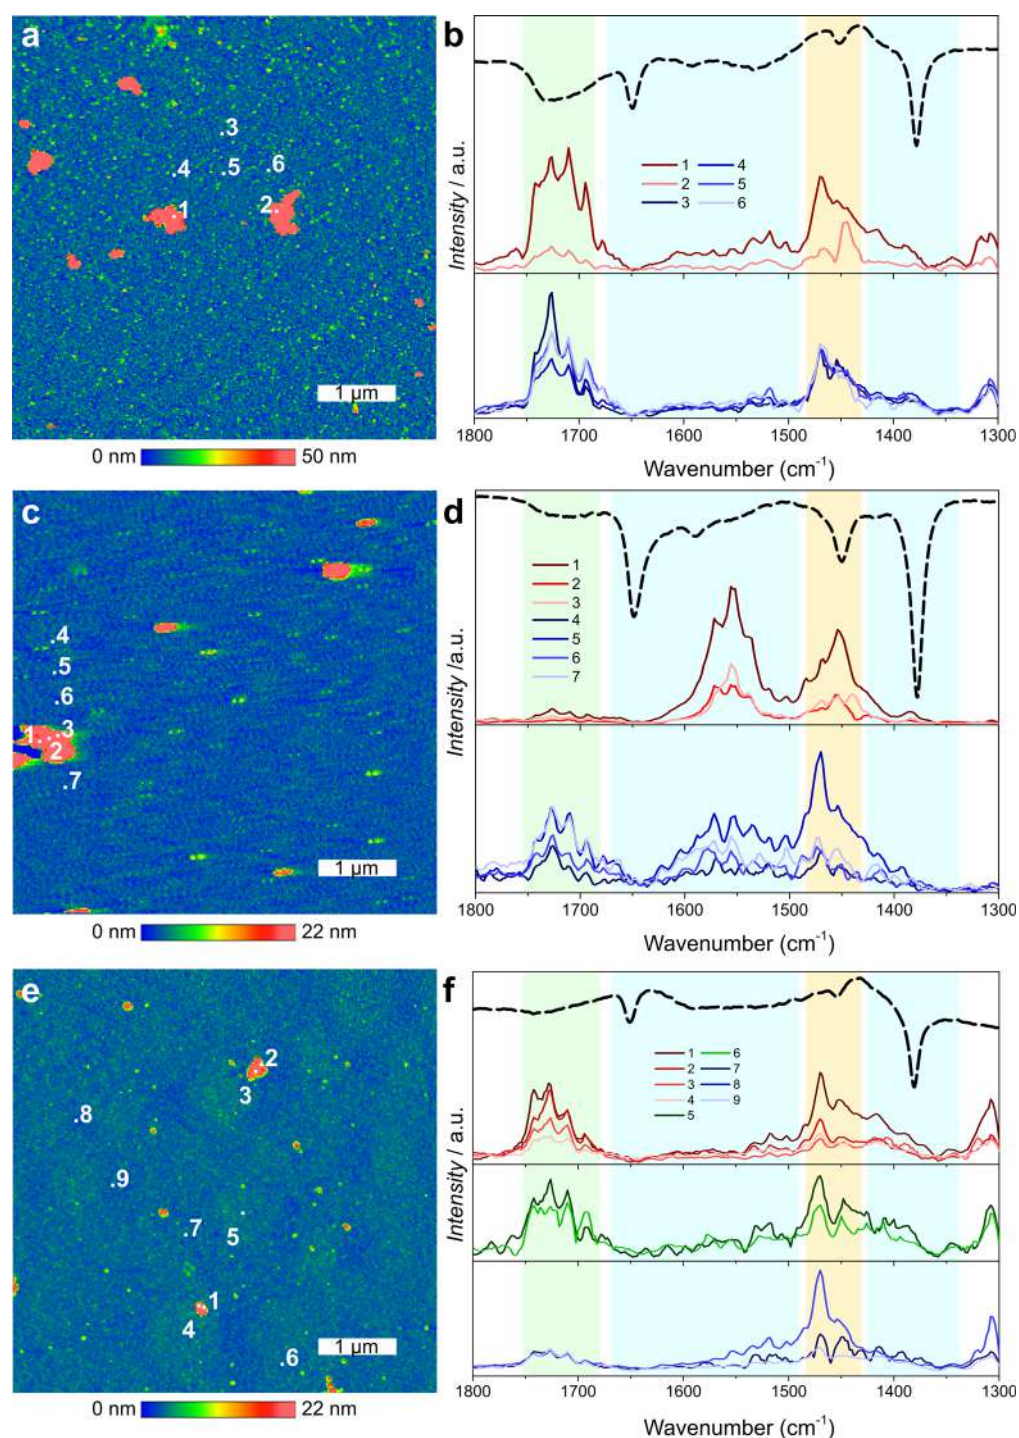 a
.3
.4 .5 .6
.1 2.
1 µm
0 nm 50 nm
b
Intensity / a.u.
1 4
2 5
3 6
1800 1700 1600 1500 1400 1300
Wavenumber (cm⁻¹)
c
.4
.5
.6
1 .3
2
.7
1 µm
0 nm 22 nm
d
Intensity /a.u.
1
2
3
4
5
6
7
1800 1700 1600 1500 1400 1300
Wavenumber (cm⁻¹)
e
2
3
.8
.9
.7
5
1
4
.6
1 µm
0 nm 22 nm
f
Intensity / a.u.
1 6
2 7
3 8
4 9
5
1800 1700 1600 1500 1400 1300
Wavenumber (cm⁻¹)